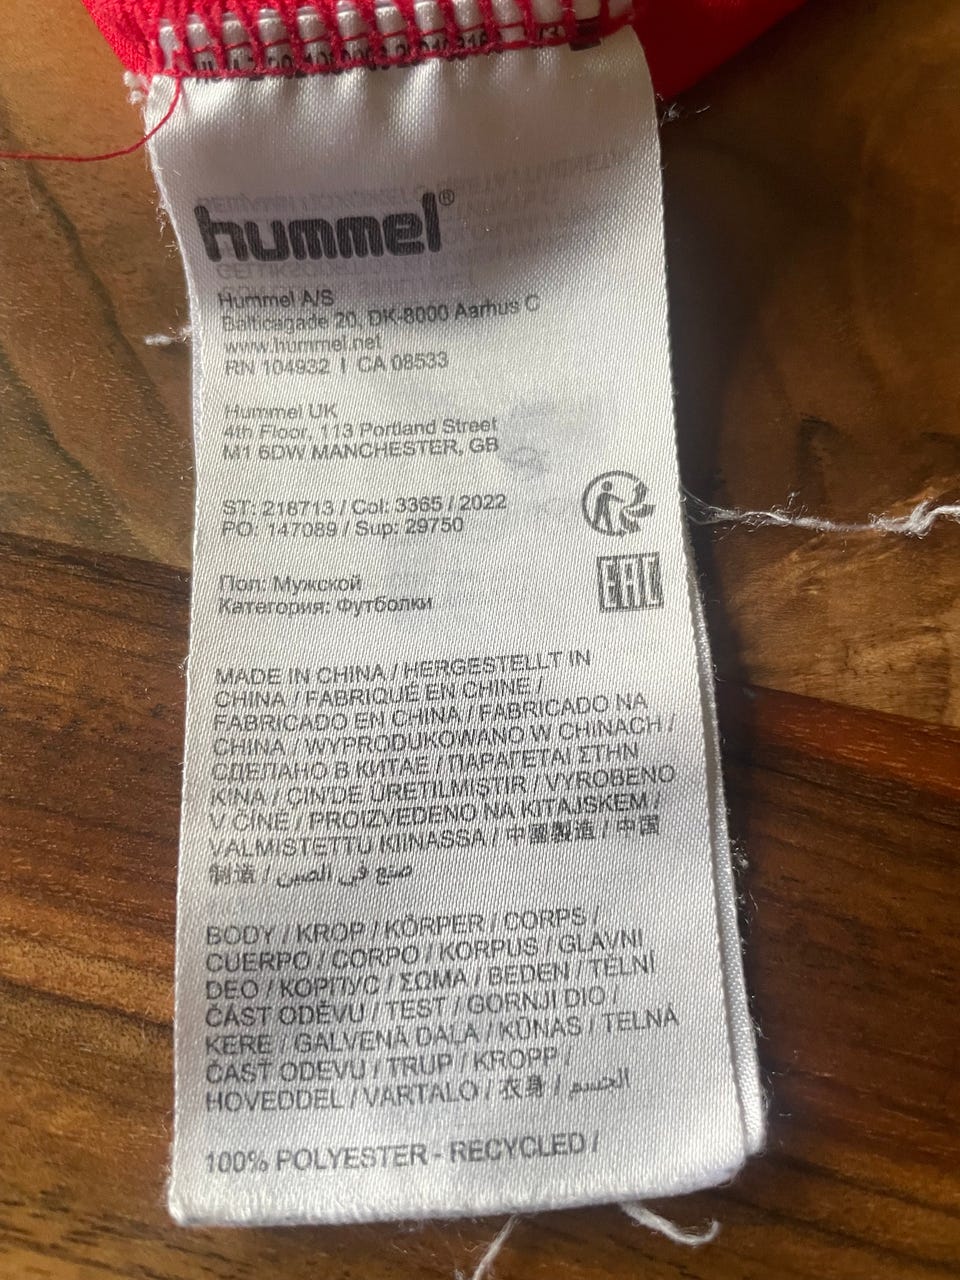 hummel®
Hummel A/S
Balticagade 20, DK-8000 Aarhus C
www.hummel.net
RN 104932 | CA 08533
Hummel UK
4th Floor, 113 Portland Street
M1 6DW MANCHESTER, GB
ST: 218713 / Col: 3365 / 2022
PO. 147089 / Sup: 29750
Пол: Мужской
Категория: Футболки
EAC
MADE IN CHINA / HERGESTELLT IN
CHINA / FABRIQUÉ EN CHINE /
FABRICADO EN CHINA / FABRICADO NA
CHINA / WYPRODUKOWANO W CHINACH /
СДЕЛАНО В КИТАЕ / ΠΑΡΑΓΕΤΑΙ ΣΤΗΝ
ΚΙΝΑ / ÇIN'DE ÜRETILMIŞTIR / VYROBENO
V ČÍNĚ / PROIZVEDENO NA KITAJSKEM /
VALMISTETTU KIINASSA / 中國製造 / 中国
制造 / صنع في الصين
BODY / KROP / KÖRPER / CORPS /
CUERPO / CORPO / KORPUS / GLAVNI
DEO / КОРПУС / ΣΩΜΑ / BEDEN / TĚLNÍ
ČÁST ODĚVU / TEST / GORNJI DIO /
KERE / GALVENĀ DAĻA / KŪNAS / TELNÁ
ČASŤ ODEVU / TRUP / KROPP /
HOVEDDEL / VARTALO / 衣身 / الجسم
100% POLYESTER - RECYCLED /